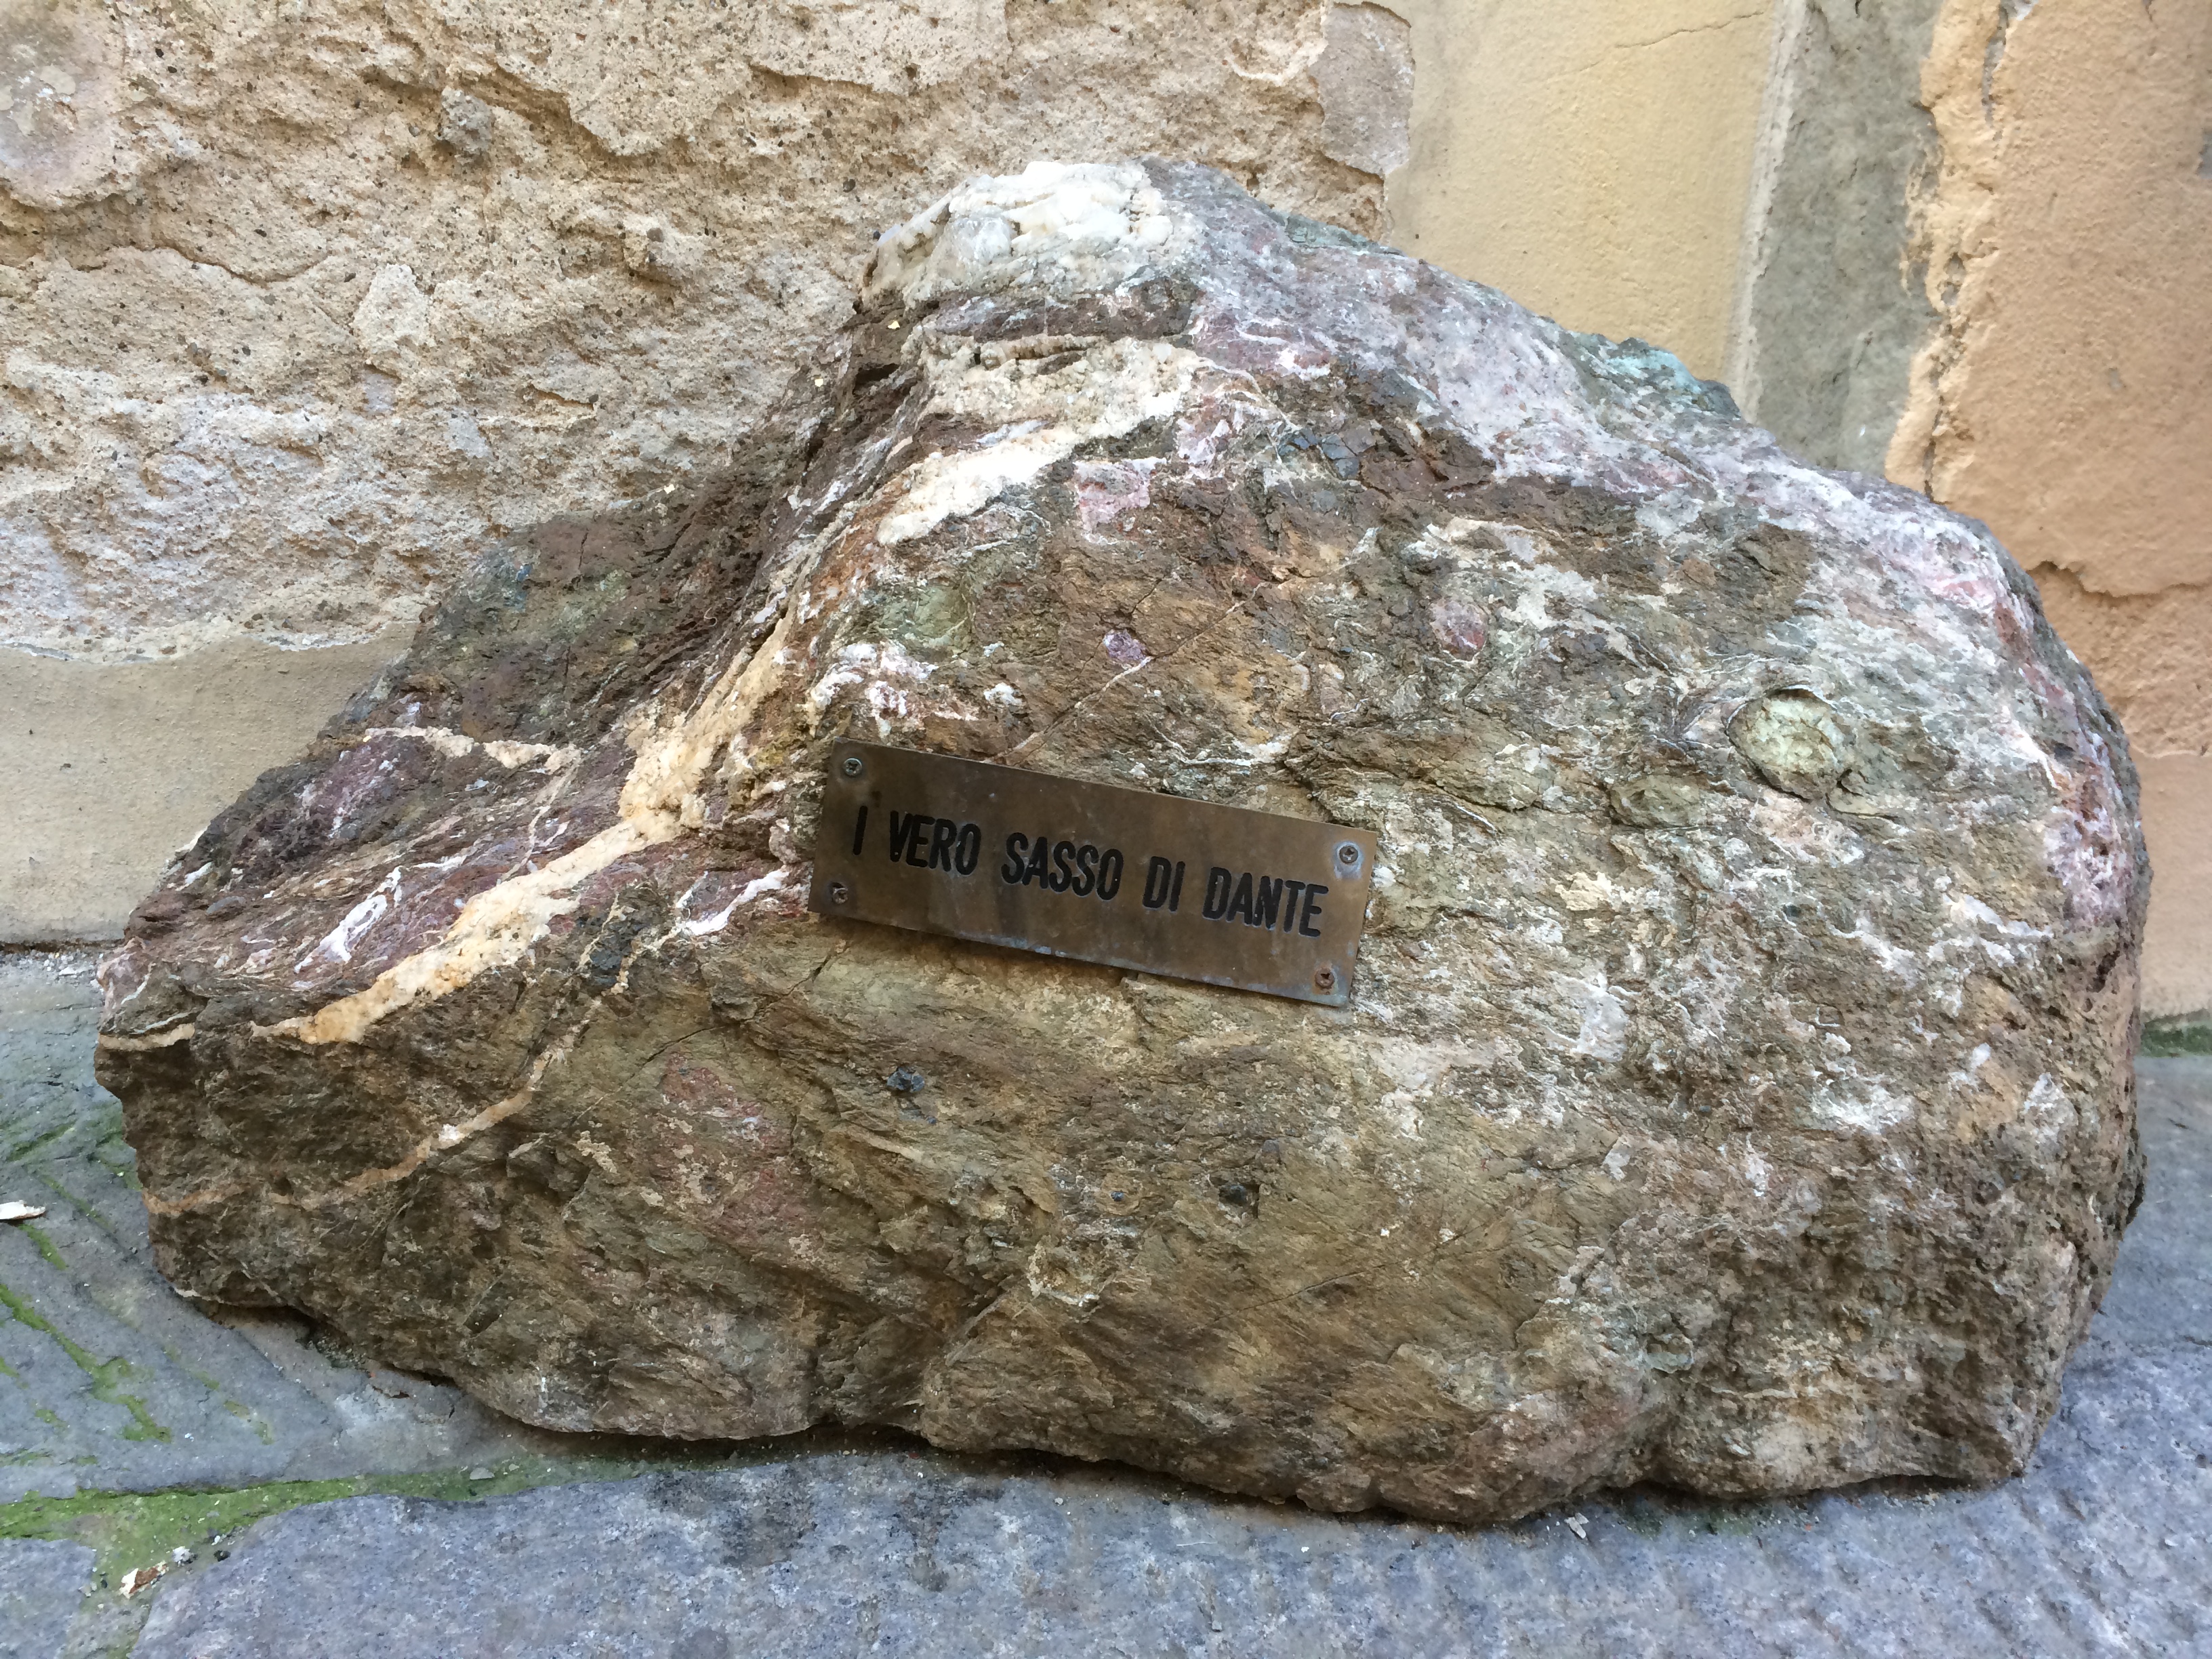 I VERO SASSO DI DANTE